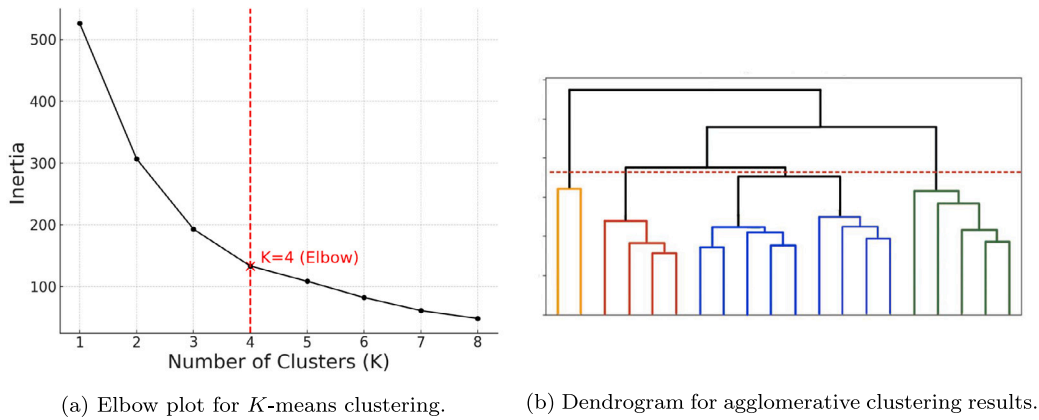 500
400
300
200
100
Inertia
K=4 (Elbow)
1 2 3 4 5 6 7 8
Number of Clusters (K)
(a) Elbow plot for K-means clustering.
(b) Dendrogram for agglomerative clustering results.